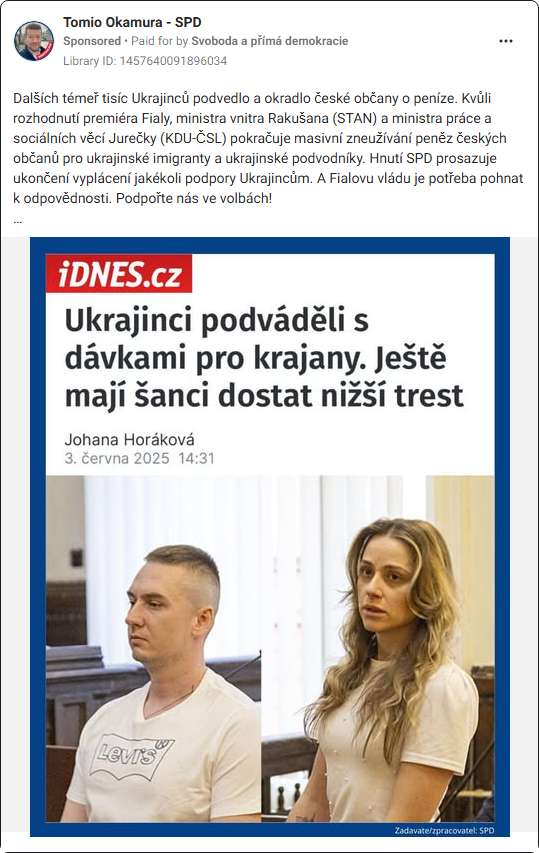 Tomio Okamura - SPD
Sponsored • Paid for by Svoboda a přímá demokracie
Library ID: 1457640091896034
Dalších téměř tisíc Ukrajinců podvedlo a okradlo české občany o peníze. Kvůli
rozhodnutí premiéra Fialy, ministra vnitra Rakušana (STAN) a ministra práce a
sociálních věcí Jurečky (KDU-ČSL) pokračuje masivní zneužívání peněz českých
občanů pro ukrajinské imigranty a ukrajinské podvodníky. Hnutí SPD prosazuje
ukončení vyplácení jakékoli podpory Ukrajincům. A Fialovu vládu je potřeba pohnat
k odpovědnosti. Podpořte nás ve volbách!
...
iDNES.cz
Ukrajinci podváděli s
dávkami pro krajany. Ještě
mají šanci dostat nižší trest
Johana Horáková
3. června 2025 14:31
Levi's
Zadavatel/zpracovatel: SPD